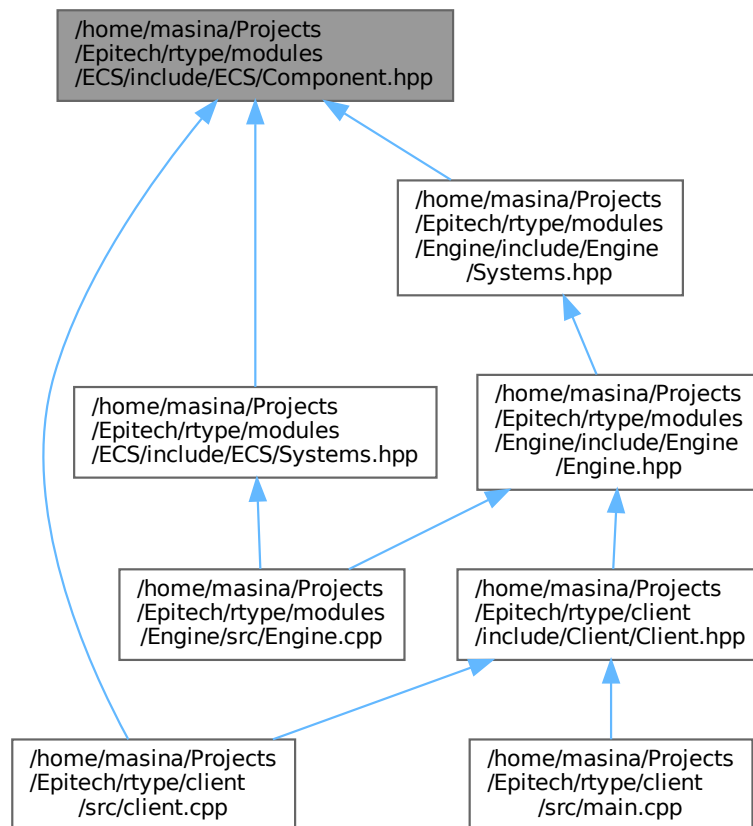 /home/masina/Projects
/Epitech/rtype/modules
/ECS/include/ECS/Component.hpp
/home/masina/Projects
/Epitech/rtype/modules
/Engine/include/Engine
/Systems.hpp
/home/masina/Projects
/Epitech/rtype/modules
/ECS/include/ECS/Systems.hpp
/home/masina/Projects
/Epitech/rtype/modules
/Engine/include/Engine
/Engine.hpp
/home/masina/Projects
/Epitech/rtype/modules
/Engine/src/Engine.cpp
/home/masina/Projects
/Epitech/rtype/client
/include/Client/Client.hpp
/home/masina/Projects
/Epitech/rtype/client
/src/client.cpp
/home/masina/Projects
/Epitech/rtype/client
/src/main.cpp